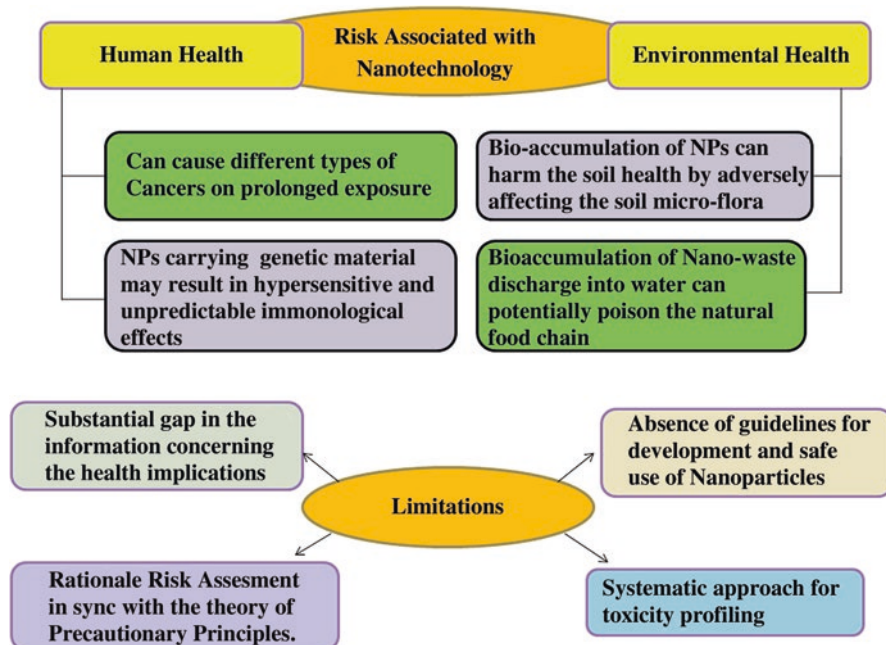 Human Health
Risk Associated with
Nanotechnology
Environmental Health
Can cause different types of
Cancers on prolonged exposure
Bio-accumulation of NPs can
harm the soil health by adversely
affecting the soil micro-flora
NPs carrying genetic material
may result in hypersensitive and
unpredictable immonological
effects
Bioaccumulation of Nano-waste
discharge into water can
potentially poison the natural
food chain
Substantial gap in the
information concerning
the health implications
Absence of guidelines for
development and safe
use of Nanoparticles
Limitations
Rationale Risk Assesment
in sync with the theory of
Precautionary Principles.
Systematic approach for
toxicity profiling